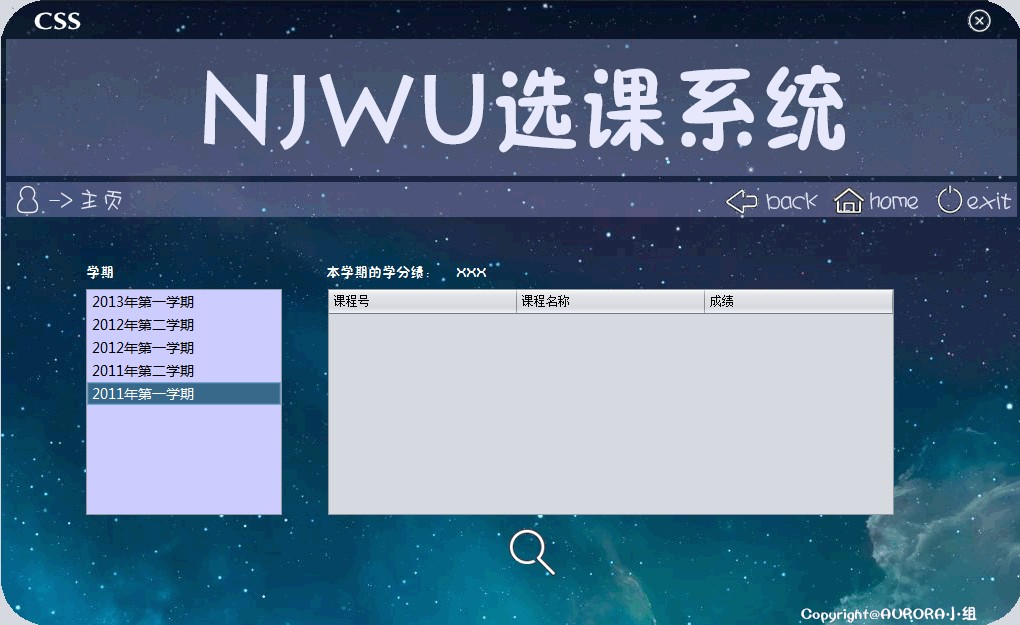 CSS
NJWU选课系统
-> 主页 back home exit
学期
2013年第一学期
2012年第二学期
2012年第一学期
2011年第二学期
2011年第一学期
本学期的学分绩: XXX
课程号 课程名称 成绩
Copyright@AURORA小组